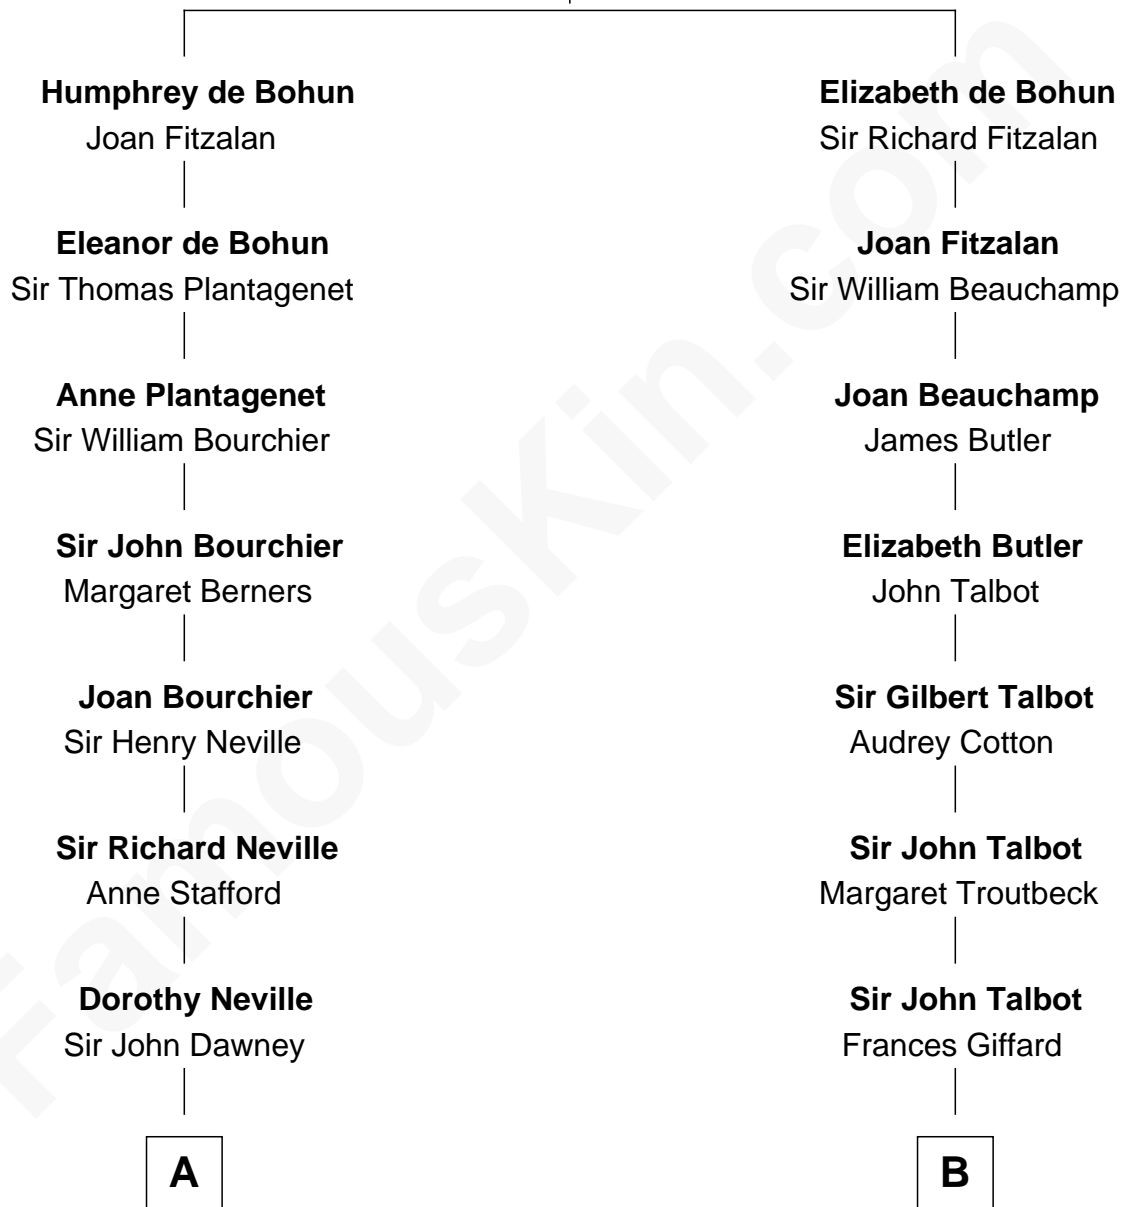 Humphrey de Bohun
Joan Fitzalan
Eleanor de Bohun
Sir Thomas Plantagenet
Anne Plantagenet
Sir William Bourchier
Sir John Bourchier
Margaret Berners
Joan Bourchier
Sir Henry Neville
Sir Richard Neville
Anne Stafford
Dorothy Neville
Sir John Dawney
A
Elizabeth de Bohun
Sir Richard Fitzalan
Joan Fitzalan
Sir William Beauchamp
Joan Beauchamp
James Butler
Elizabeth Butler
John Talbot
Sir Gilbert Talbot
Audrey Cotton
Sir John Talbot
Margaret Troutbeck
Sir John Talbot
Frances Giffard
B
FamousKin.com